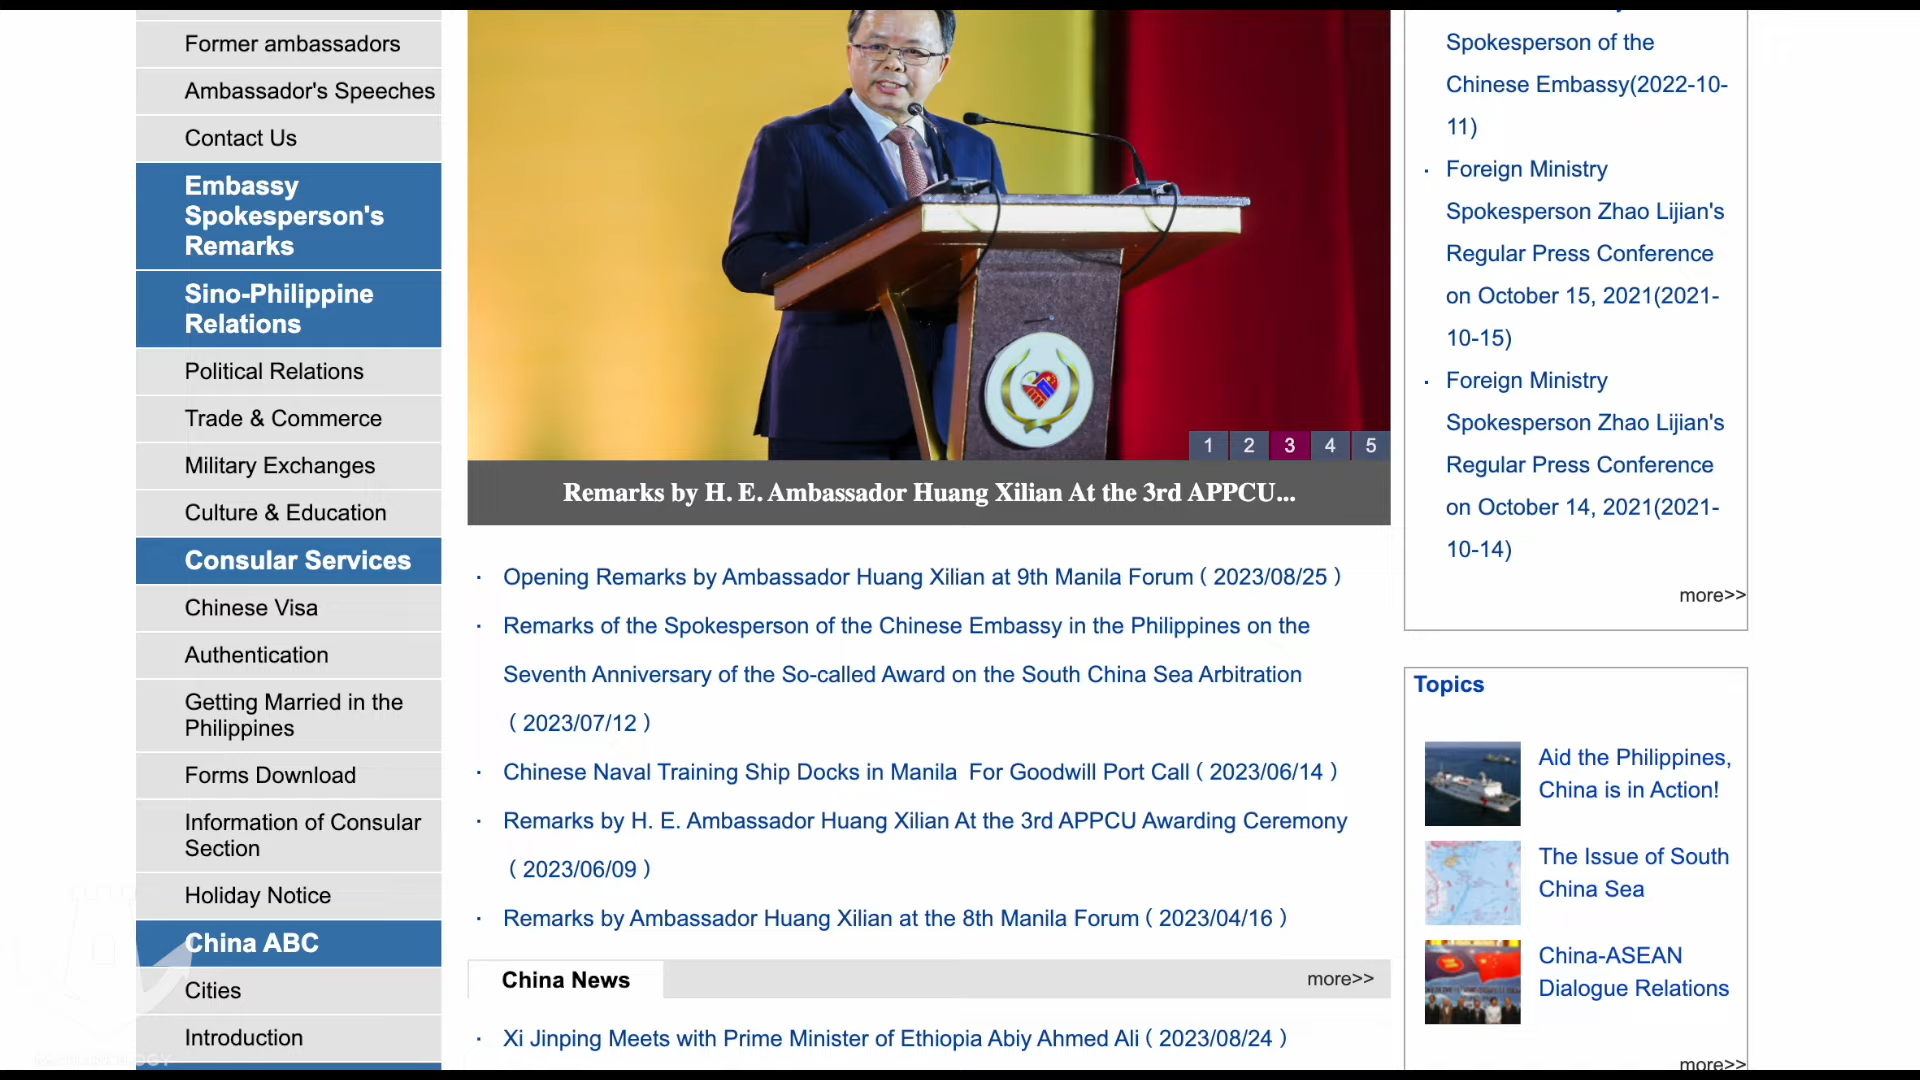 Former ambassadors
Ambassador's Speeches
Contact Us
Embassy
Spokesperson's
Remarks
Sino-Philippine
Relations
Political Relations
Trade & Commerce
Military Exchanges
Culture & Education
Consular Services
Chinese Visa
Authentication
Getting Married in the
Philippines
Forms Download
Information of Consular
Section
Holiday Notice
China ABC
Cities
Introduction
1 2 3 4 5
Remarks by H. E. Ambassador Huang Xilian At the 3rd APPCU...
· Opening Remarks by Ambassador Huang Xilian at 9th Manila Forum ( 2023/08/25 )
· Remarks of the Spokesperson of the Chinese Embassy in the Philippines on the
Seventh Anniversary of the So-called Award on the South China Sea Arbitration
( 2023/07/12 )
· Chinese Naval Training Ship Docks in Manila For Goodwill Port Call ( 2023/06/14 )
· Remarks by H. E. Ambassador Huang Xilian At the 3rd APPCU Awarding Ceremony
( 2023/06/09 )
· Remarks by Ambassador Huang Xilian at the 8th Manila Forum ( 2023/04/16 )
China News more>>
· Xi Jinping Meets with Prime Minister of Ethiopia Abiy Ahmed Ali ( 2023/08/24 )
Spokesperson of the
Chinese Embassy(2022-10-
11)
· Foreign Ministry
Spokesperson Zhao Lijian's
Regular Press Conference
on October 15, 2021(2021-
10-15)
· Foreign Ministry
Spokesperson Zhao Lijian's
Regular Press Conference
on October 14, 2021(2021-
10-14)
more>>
Topics
Aid the Philippines,
China is in Action!
The Issue of South
China Sea
China-ASEAN
Dialogue Relations
more>>